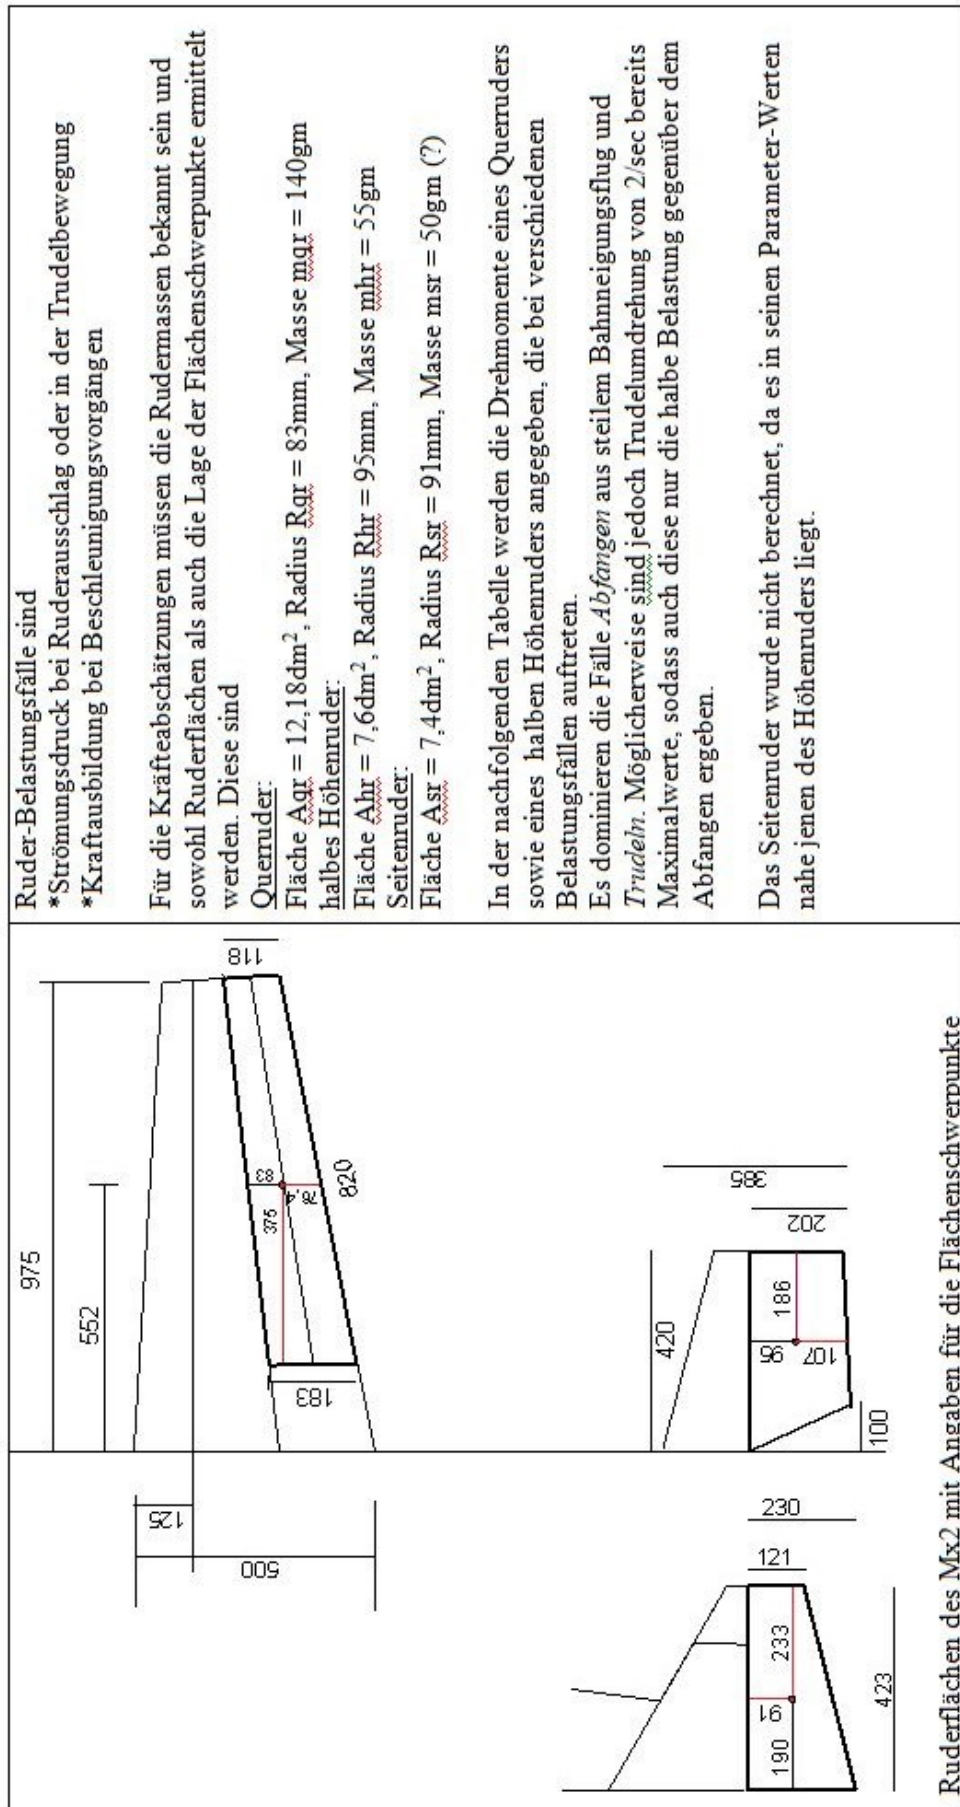 Ruder-Belastungsfälle sind
*Strömungsdruck bei Ruderausschlag oder in der Trudelbewegung
*Kraftausbildung bei Beschleunigungsvorgängen
Für die Kräfteabschätzungen müssen die Rudermassen bekannt sein und
sowohl Ruderflächen als auch die Lage der Flächenschwerpunkte ermittelt
werden. Diese sind
Querruder:
Fläche Aqr = 12,18dm², Radius Rqr = 83mm, Masse mqr = 140gm
halbes Höhenruder:
Fläche Ahr = 7,6dm², Radius Rhr = 95mm, Masse mhr = 55gm
Seitenruder:
Fläche Asr = 7,4dm², Radius Rsr = 91mm, Masse msr = 50gm (?)
In der nachfolgenden Tabelle werden die Drehmomente eines Querruders
sowie eines halben Höhenruders angegeben, die bei verschiedenen
Belastungsfällen auftreten.
Es dominieren die Fälle Abfangen aus steilem Bahnneigungsflug und
Trudeln. Möglicherweise sind jedoch Trudelumdrehung von 2/sec bereits
Maximalwerte, sodass auch diese nur die halbe Belastung gegenüber dem
Abfangen ergeben.
Das Seitenruder wurde nicht berechnet, da es in seinen Parameter-Werten
nahe jenen des Höhenruders liegt.
975
552
125
500
118
83
375
76,4
820
183
385
202
420
186
95
107
100
230
121
233
91
190
423
Ruderflächen des Mx2 mit Angaben für die Flächenschwerpunkte